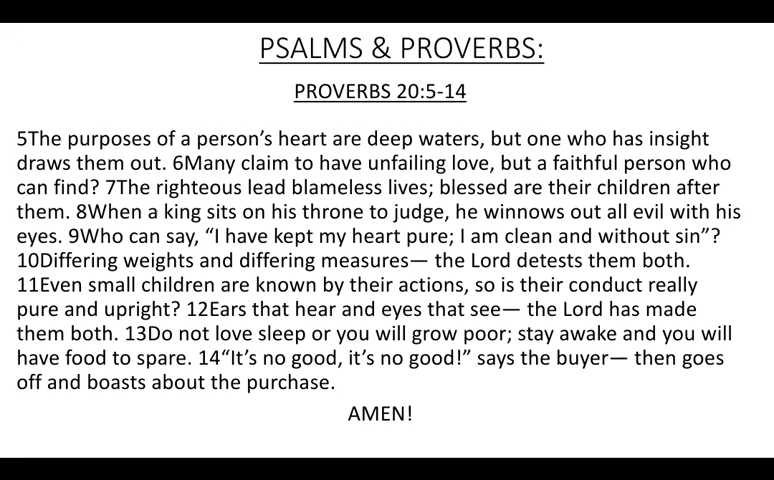 PSALMS & PROVERBS:
PROVERBS 20:5-14
5The purposes of a person’s heart are deep waters, but one who has insight
draws them out. 6Many claim to have unfailing love, but a faithful person who
can find? 7The righteous lead blameless lives; blessed are their children after
them. 8When a king sits on his throne to judge, he winnows out all evil with his
eyes. 9Who can say, “I have kept my heart pure; I am clean and without sin”?
10Differing weights and differing measures— the Lord detests them both.
11Even small children are known by their actions, so is their conduct really
pure and upright? 12Ears that hear and eyes that see— the Lord has made
them both. 13Do not love sleep or you will grow poor; stay awake and you will
have food to spare. 14“It’s no good, it’s no good!” says the buyer— then goes
off and boasts about the purchase.
AMEN!